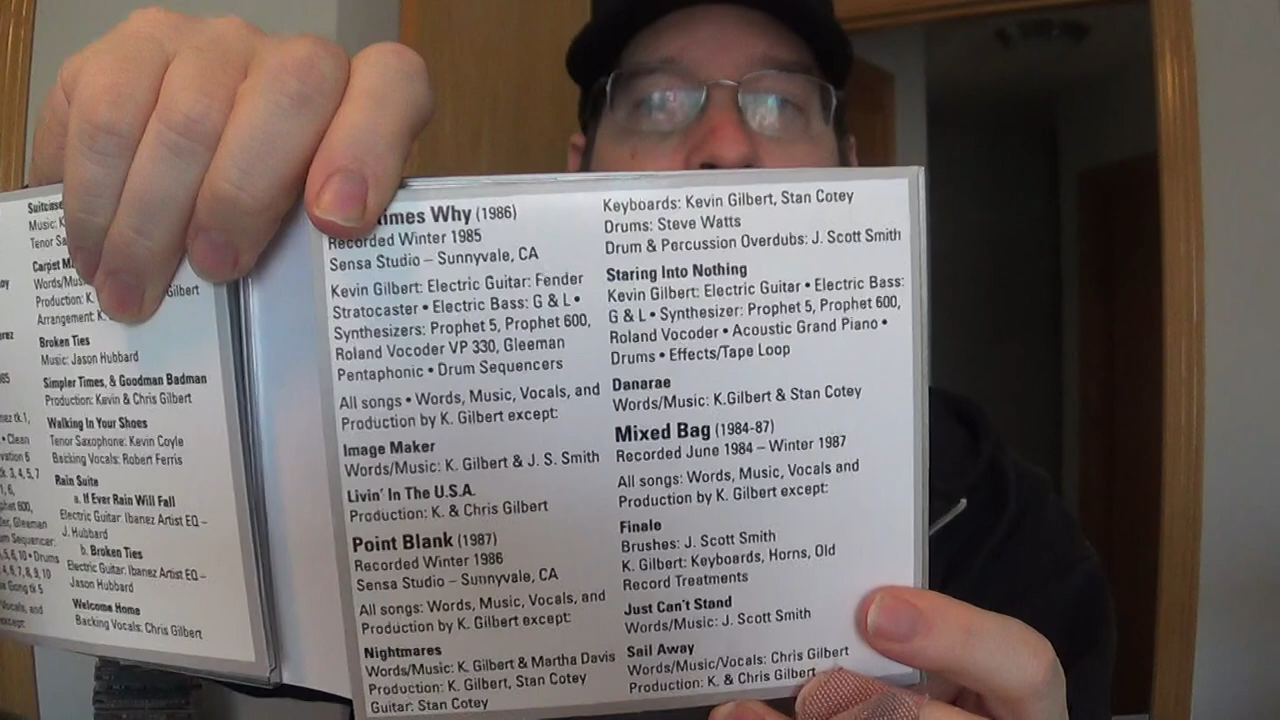 Suitcase
Music: K
Tenor Sa
Carpet M
Words/Mus
Production: K.
Gilbert
Arrangement: K.
Broken Ties
Music: Jason Hubbard
Simpler Times, & Goodman Badman
Production: Kevin & Chris Gilbert
Walking In Your Shoes
Tenor Saxophone: Kevin Coyle
Backing Vocals: Robert Ferris
Rain Suite
a. If Ever Rain Will Fall
Electric Guitar: Ibanez Artist EQ –
J. Hubbard
b. Broken Ties
Electric Guitar: Ibanez Artist EQ –
Jason Hubbard
Welcome Home
Backing Vocals: Chris Gilbert
imes Why (1986)
Recorded Winter 1985
Sensa Studio – Sunnyvale, CA
Kevin Gilbert: Electric Guitar: Fender
Stratocaster • Electric Bass: G & L •
Synthesizers: Prophet 5, Prophet 600,
Roland Vocoder VP 330, Gleeman
Pentaphonic • Drum Sequencers
All songs • Words, Music, Vocals, and
Production by K. Gilbert except:
Image Maker
Words/Music: K. Gilbert & J. S. Smith
Livin' In The U.S.A.
Production: K. & Chris Gilbert
Point Blank (1987)
Recorded Winter 1986
Sensa Studio – Sunnyvale, CA
All songs: Words, Music, Vocals, and
Production by K. Gilbert except:
Nightmares
Words/Music: K. Gilbert & Martha Davis
Production: K. Gilbert, Stan Cotey
Guitar: Stan Cotey
Keyboards: Kevin Gilbert, Stan Cotey
Drums: Steve Watts
Drum & Percussion Overdubs: J. Scott Smith
Staring Into Nothing
Kevin Gilbert: Electric Guitar • Electric Bass:
G & L • Synthesizer: Prophet 5, Prophet 600,
Roland Vocoder • Acoustic Grand Piano •
Drums • Effects/Tape Loop
Danarae
Words/Music: K.Gilbert & Stan Cotey
Mixed Bag (1984-87)
Recorded June 1984 – Winter 1987
All songs: Words, Music, Vocals and
Production by K. Gilbert except:
Finale
Brushes: J. Scott Smith
K. Gilbert: Keyboards, Horns, Old
Record Treatments
Just Can't Stand
Words/Music: J. Scott Smith
Sail Away
Words/Music/Vocals: Chris Gilbert
Production: K. & Chris Gilbert